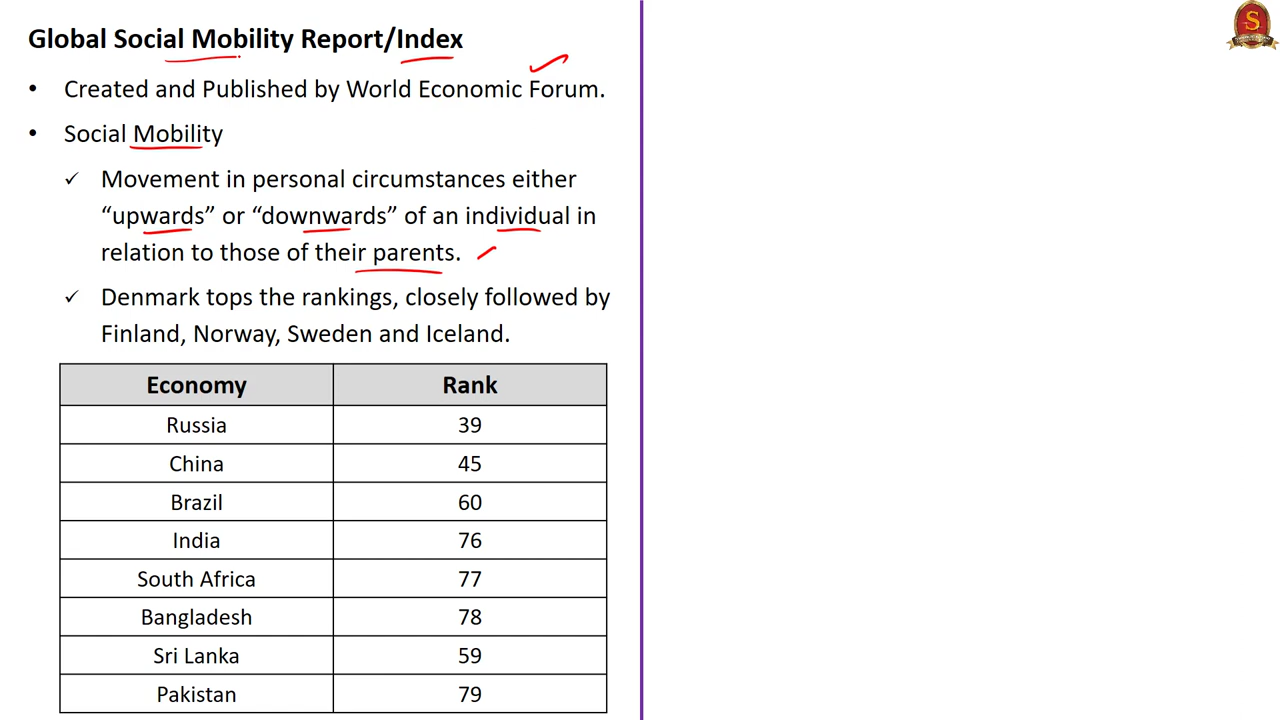 Global Social Mobility Report/Index
• Created and Published by World Economic Forum.
• Social Mobility
✓ Movement in personal circumstances either
“upwards” or “downwards” of an individual in
relation to those of their parents.
✓ Denmark tops the rankings, closely followed by
Finland, Norway, Sweden and Iceland.
Economy Rank
Russia 39
China 45
Brazil 60
India 76
South Africa 77
Bangladesh 78
Sri Lanka 59
Pakistan 79
S